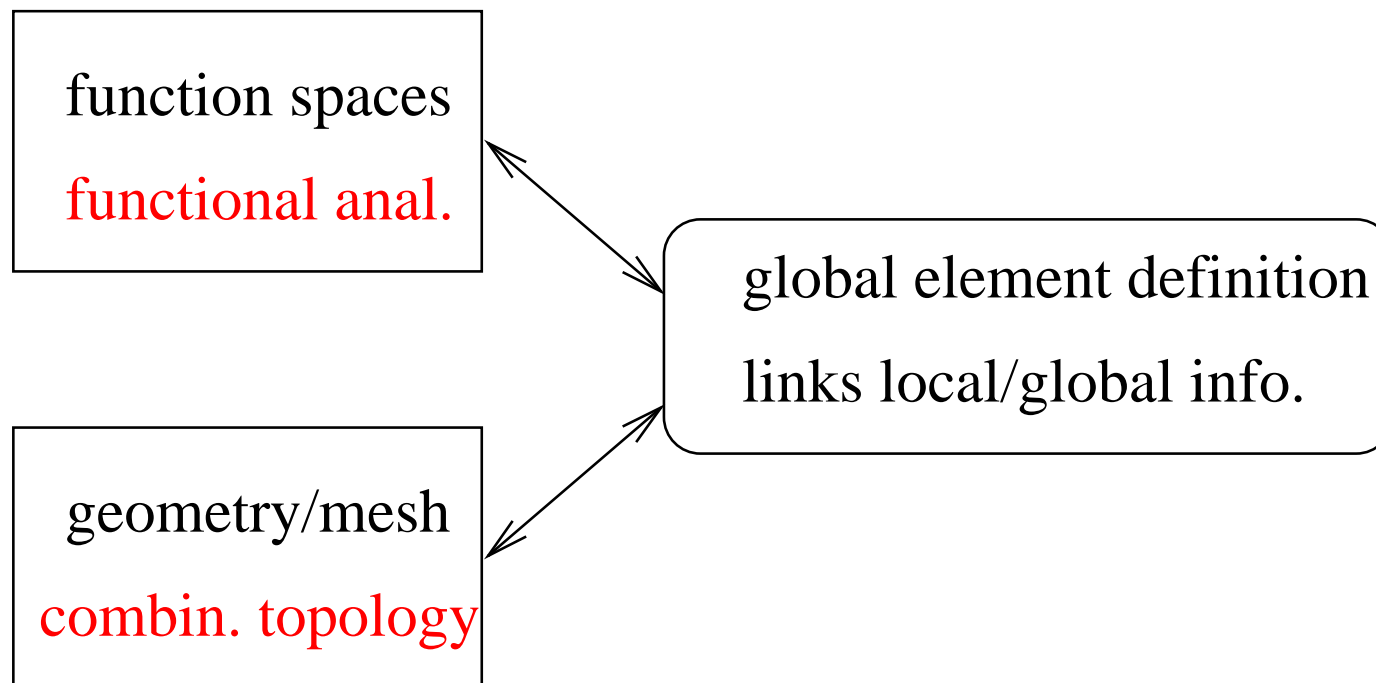 function spaces
functional anal.
global element definition
links local/global info.
geometry/mesh
combin. topology